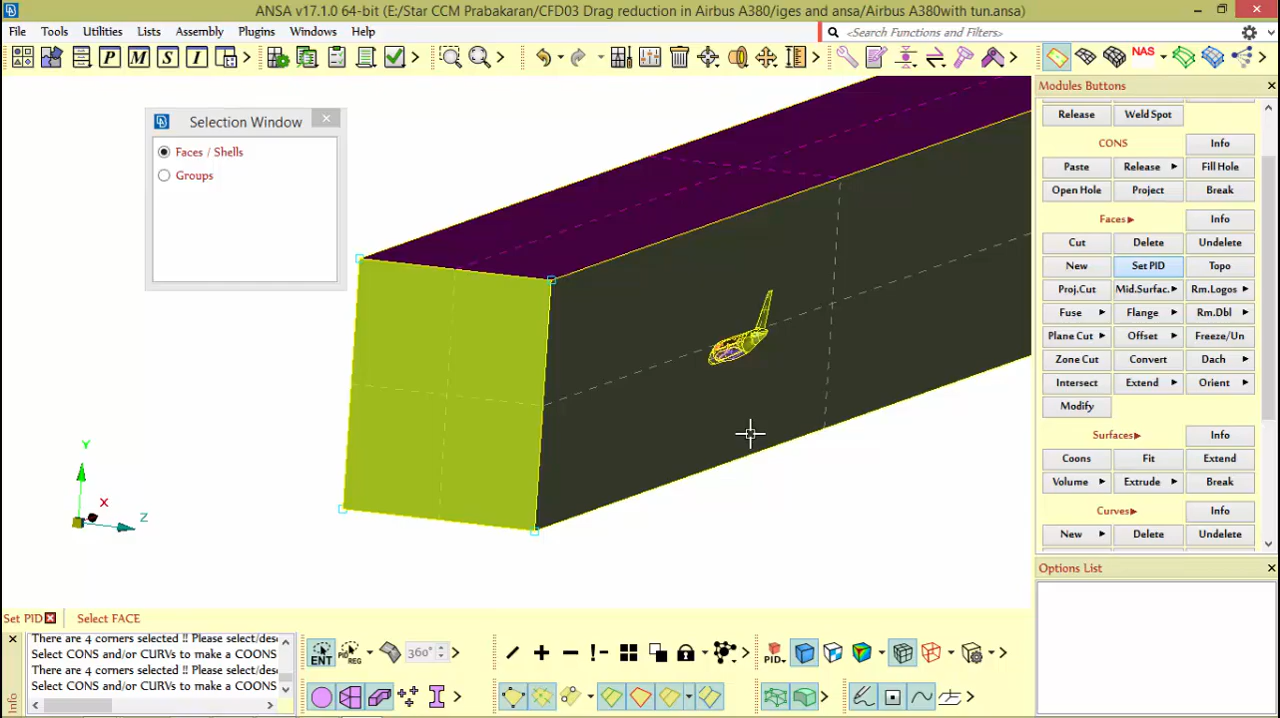 ANSA v17.1.0 64-bit (E:/Star CCM Prabakaran/CFD03 Drag reduction in Airbus A380/iges and ansa/Airbus A380with tun.ansa)
File Tools Utilities Lists Assembly Plugins Windows Help
<Search Functions and Filters>
P M S I
NAS
Selection Window
Faces / Shells
Groups
Modules Buttons
Release Weld Spot
CONS Info
Paste Release Fill Hole
Open Hole Project Break
Faces Info
Cut Delete Undelete
New Set PID Topo
Proj.Cut Mid.Surfac. Rm.Logos
Fuse Flange Rm.Dbl
Plane Cut Offset Freeze/Un
Zone Cut Convert Dach
Intersect Extend Orient
Modify
Surfaces Info
Coons Fit Extend
Volume Extrude Break
Curves Info
New Delete Undelete
Options List
Y
X
Z
Set PID Select FACE
Info
There are 4 corners selected !! Please select/des
Select CONS and/or CURVs to make a COONS
There are 4 corners selected !! Please select/des
Select CONS and/or CURVs to make a COONS
ENT
REG
360°
PID